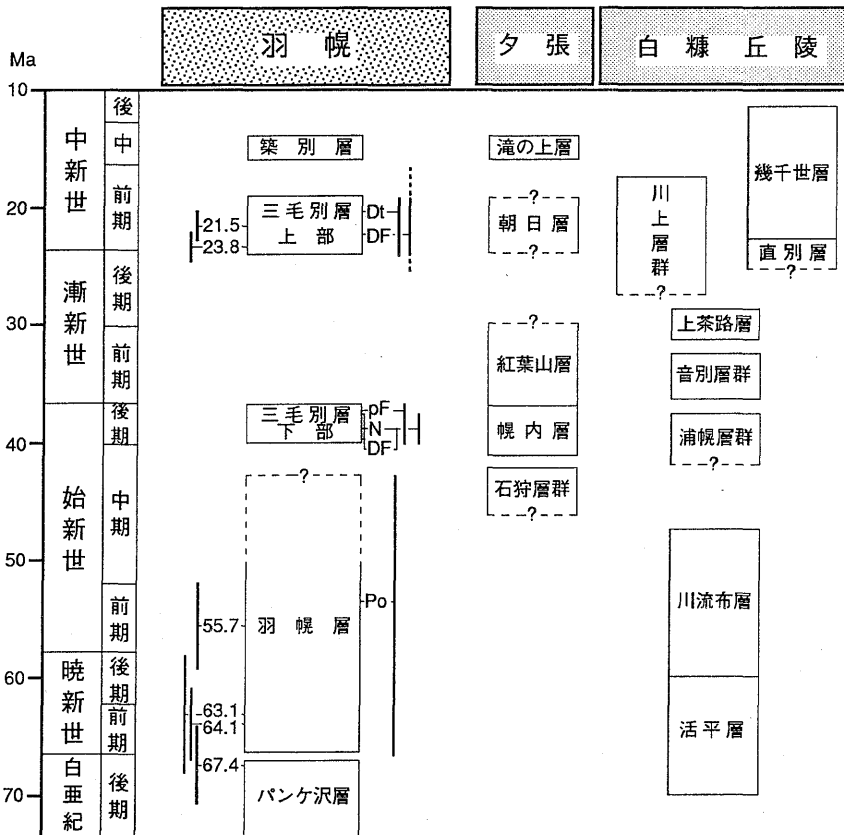 Ma
羽幌
夕張
白糠丘陵
10
20
30
40
50
60
70
中新世
後
中
前期
漸新世
後期
前期
始新世
後期
中期
前期
暁新世
後期
前期
白亜紀
後期
築別層
三毛別層
上部
Dt
DF
21.5
23.8
三毛別層
下部
pF
N
DF
?
羽幌層
Po
55.7
63.1
64.1
67.4
パンケ沢層
滝の上層
?
朝日層
?
?
紅葉山層
幌内層
石狩層群
?
川上層群
?
幾千世層
直別層
?
上茶路層
音別層群
浦幌層群
?
川流布層
活平層